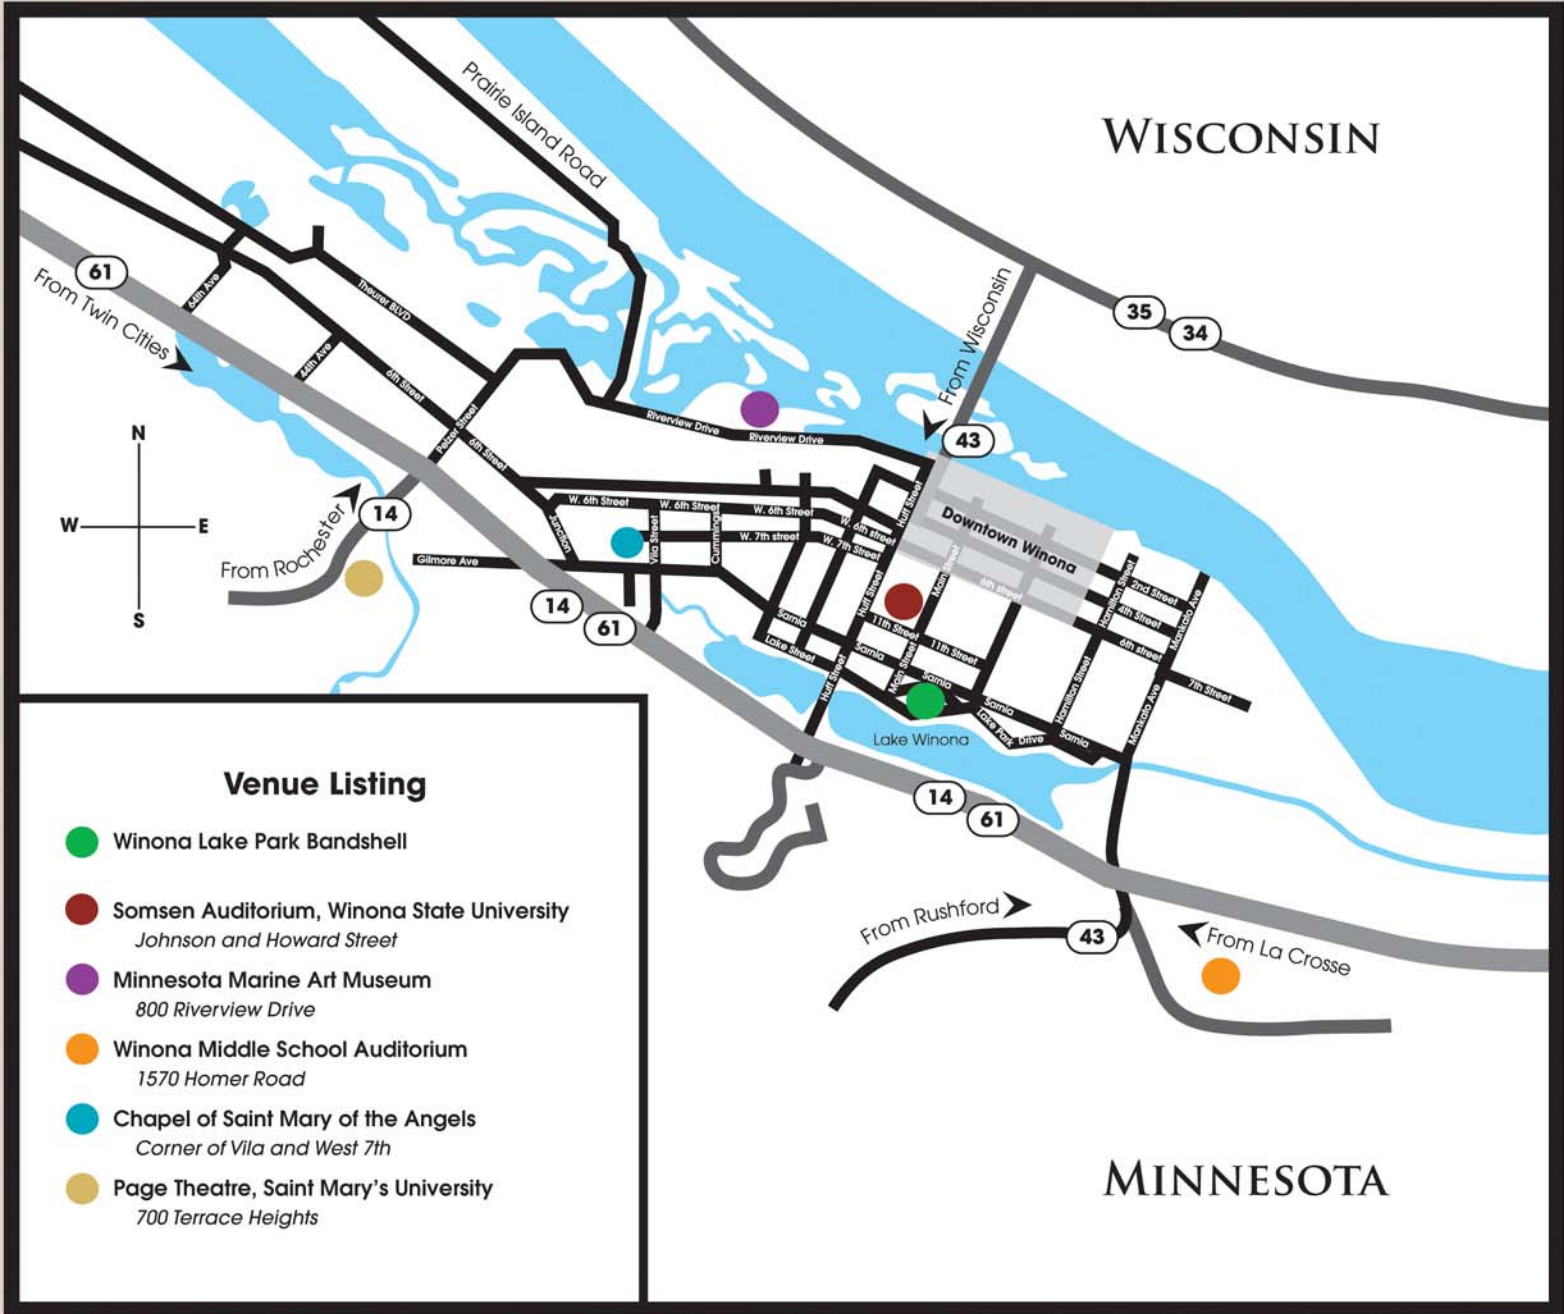 WISCONSIN
Prairie Island Road
From Wisconsin
61
35
34
From Twin Cities
64th Ave
Theurer BLVD
44th Ave
6th Street
Pelzer Street
6th Street
Riverview Drive
Riverview Drive
43
N
W
E
S
14
From Rochester
Huff Street
Downtown Winona
W. 6th Street
W. 6th Street
W. 6th Street
W. 6th street
Junction
Vila Street
Cummings
W. 7th street
W. 7th Street
Gilmore Ave
Main Street
6th street
Hamilton Street
2nd Street
4th Street
6th street
Mankato Ave
7th Street
14
61
Huff Street
11th Street
11th Street
Sarnia
Lake Street
Sarnia
Main Street
Sarnia
Huff Street
Sarnia
Hamilton Street
Mankato Ave
Lake Park
Drive
Sarnia
Lake Winona
14
61
From Rushford
43
From La Crosse
MINNESOTA
Venue Listing
Winona Lake Park Bandshell
Somsen Auditorium, Winona State University
Johnson and Howard Street
Minnesota Marine Art Museum
800 Riverview Drive
Winona Middle School Auditorium
1570 Homer Road
Chapel of Saint Mary of the Angels
Corner of Vila and West 7th
Page Theatre, Saint Mary's University
700 Terrace Heights